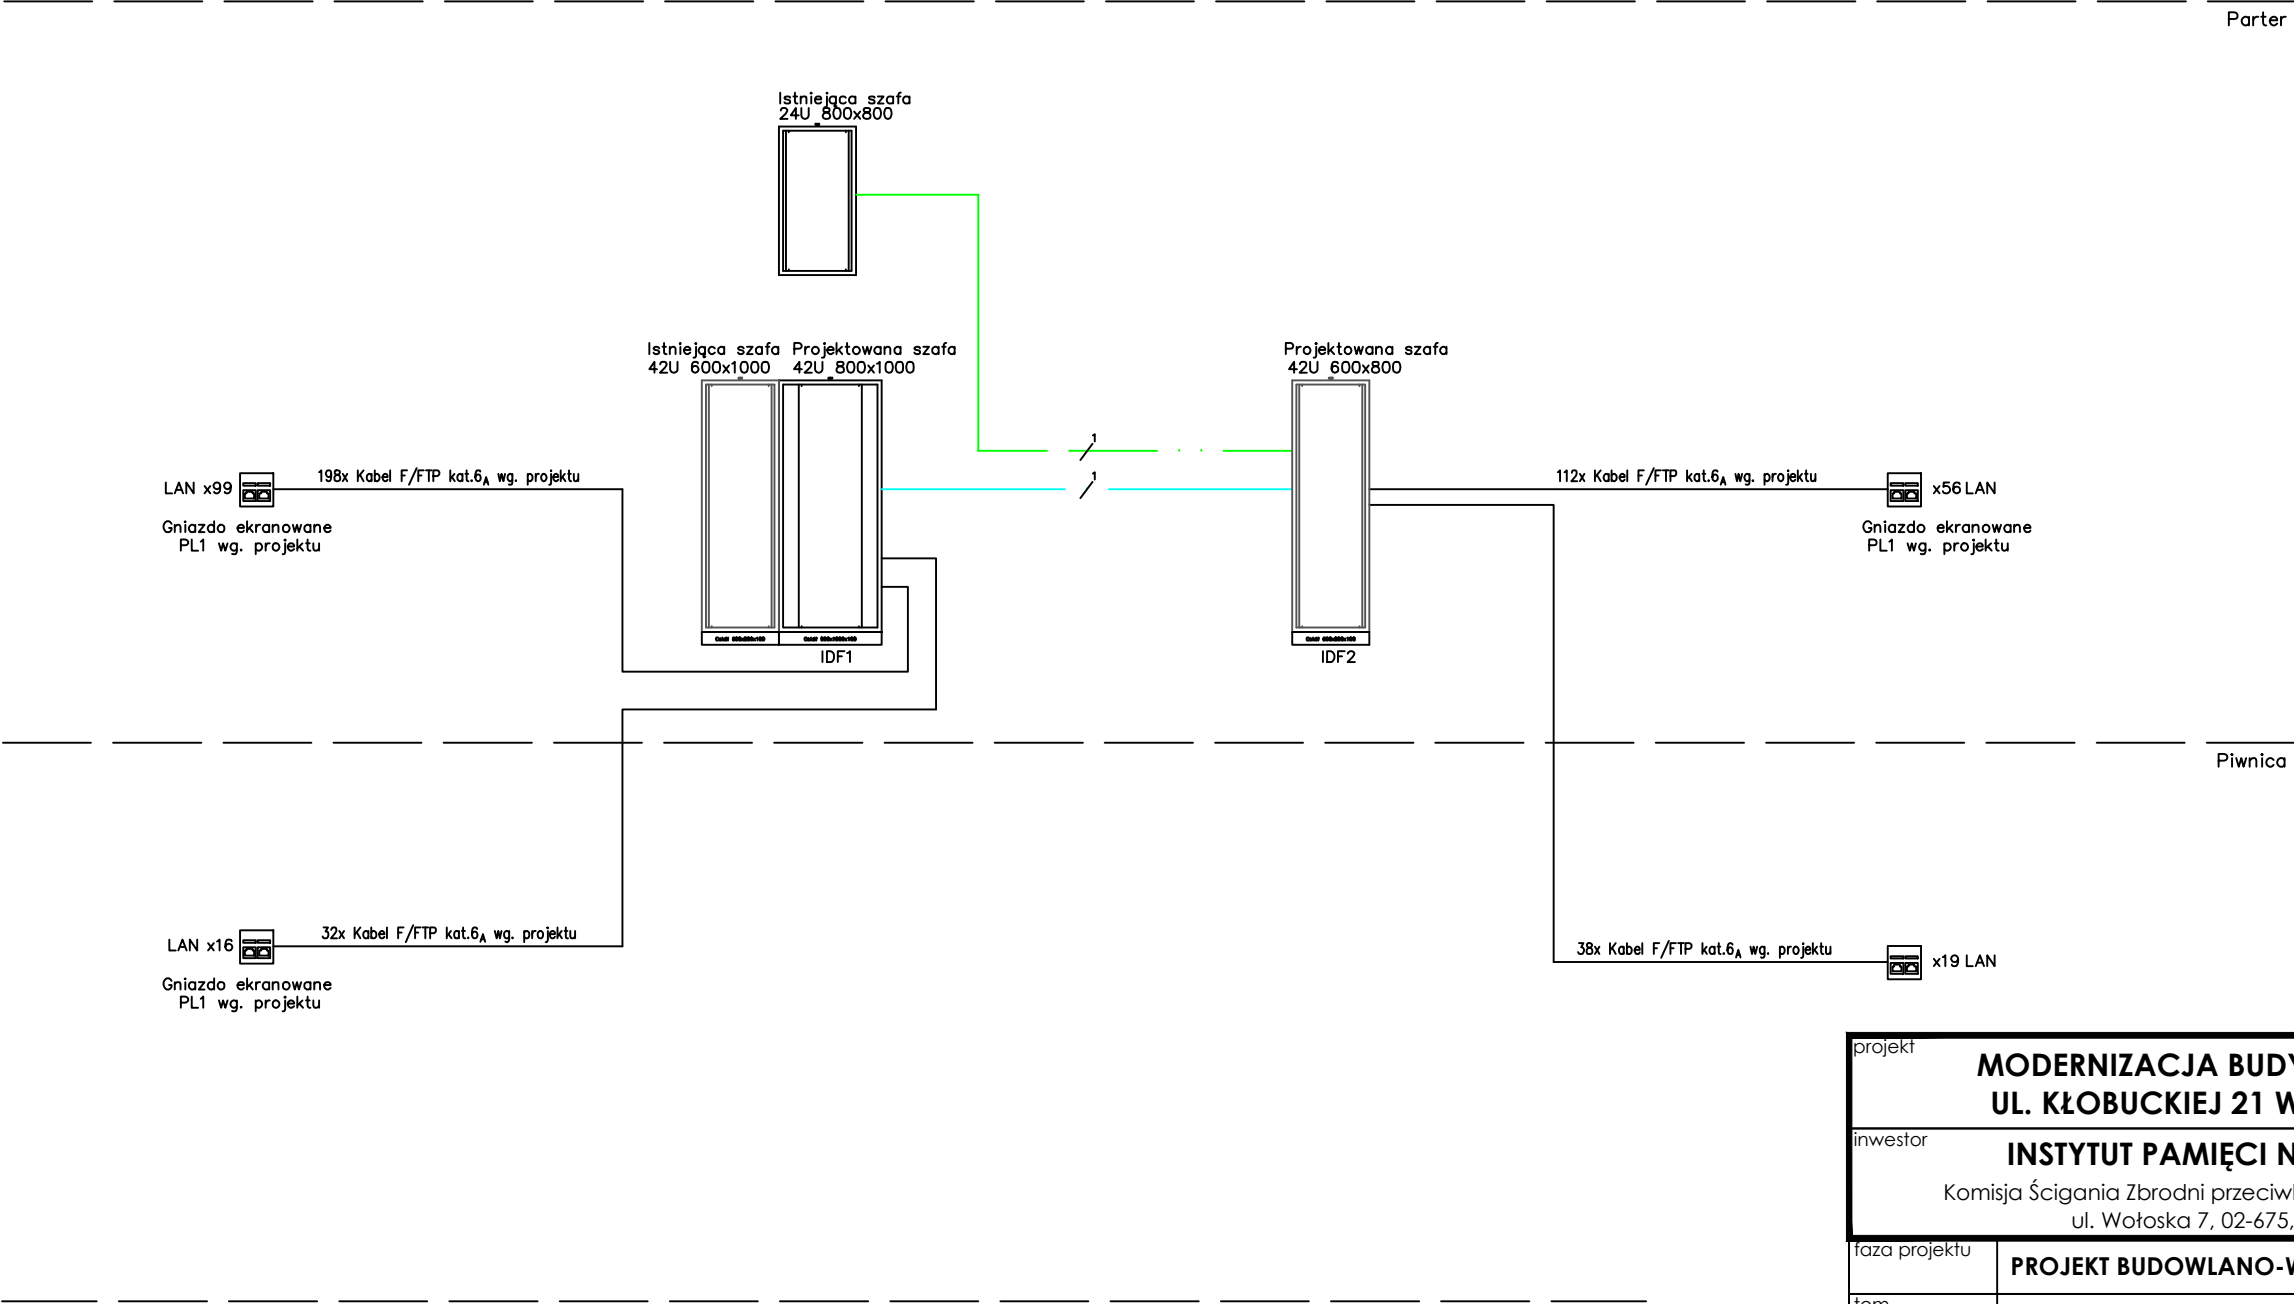 Parter
Istniejąca szafa
24U 800x800
Istniejąca szafa
42U 600x1000
Projektowana szafa
42U 800x1000
Projektowana szafa
42U 600x800
1
1
LAN x99
198x Kabel F/FTP kat.6A wg. projektu
Gniazdo ekranowane
PL1 wg. projektu
112x Kabel F/FTP kat.6A wg. projektu
x56 LAN
Gniazdo ekranowane
PL1 wg. projektu
IDF1
IDF2
Piwnica
LAN x16
32x Kabel F/FTP kat.6A wg. projektu
Gniazdo ekranowane
PL1 wg. projektu
38x Kabel F/FTP kat.6A wg. projektu
x19 LAN
projekt
MODERNIZACJA BUDY
UL. KŁOBUCKIEJ 21 W
inwestor
INSTYTUT PAMIĘCI N
Komisja Ścigania Zbrodni przeciw
ul. Wołoska 7, 02-675,
faza projektu
PROJEKT BUDOWLANO-W
tom